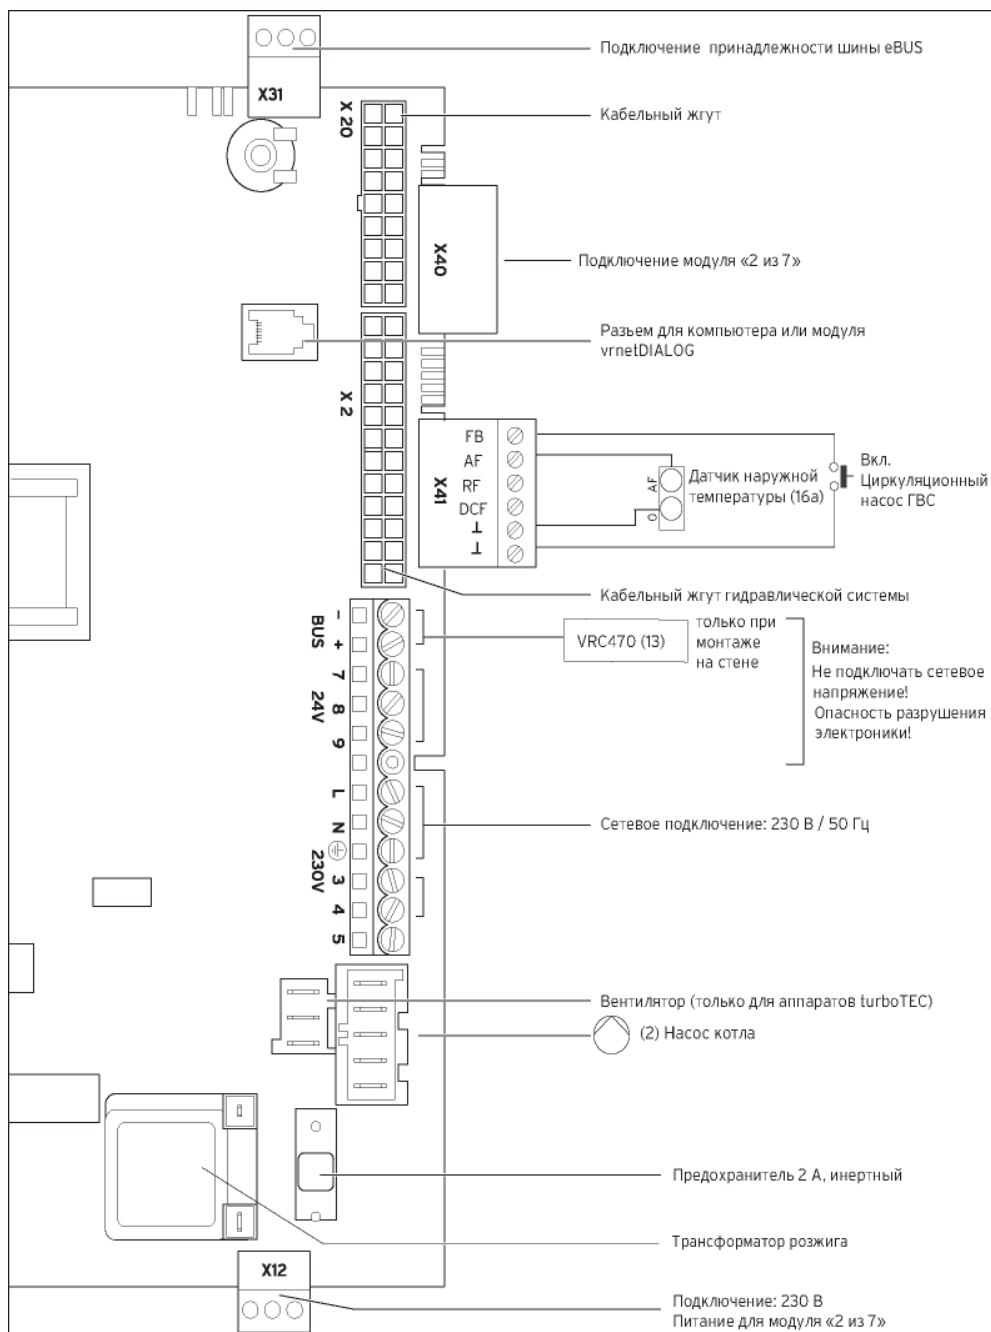 Подключение принадлежности шины eBUS
X31
X 20
Кабельный жгут
X40
Подключение модуля «2 из 7»
Разъем для компьютера или модуля
vrnetDIALOG
X 2
X41
FB
AF
RF
DCF
⊥
⊥
AF
0
Датчик наружной
температуры (16a)
Вкл.
Циркуляционный
насос ГВС
Кабельный жгут гидравлической системы
BUS
-
+
VRC470 (13)
только при
монтаже
на стене
Внимание:
Не подключать сетевое
напряжение!
Опасность разрушения
электроники!
24V
7
8
9
L
N
Сетевое подключение: 230 В / 50 Гц
230V
3
4
5
Вентилятор (только для аппаратов turboTEC)
(2) Насос котла
Предохранитель 2 А, инертный
Трансформатор розжига
X12
Подключение: 230 В
Питание для модуля «2 из 7»